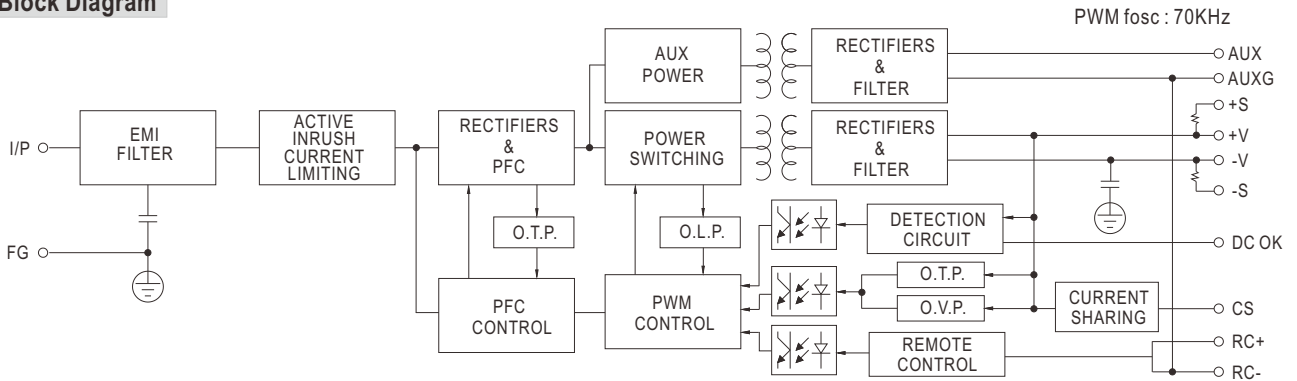 Block Diagram
PWM fosc : 70KHz
AUX
POWER
RECTIFIERS
&
FILTER
AUX
AUXG
+S
I/P
EMI
FILTER
ACTIVE
INRUSH
CURRENT
LIMITING
RECTIFIERS
&
PFC
POWER
SWITCHING
RECTIFIERS
&
FILTER
+V
-V
-S
O.T.P.
O.L.P.
DETECTION
CIRCUIT
DC OK
FG
PFC
CONTROL
PWM
CONTROL
O.T.P.
O.V.P.
CURRENT
SHARING
CS
REMOTE
CONTROL
RC+
RC-